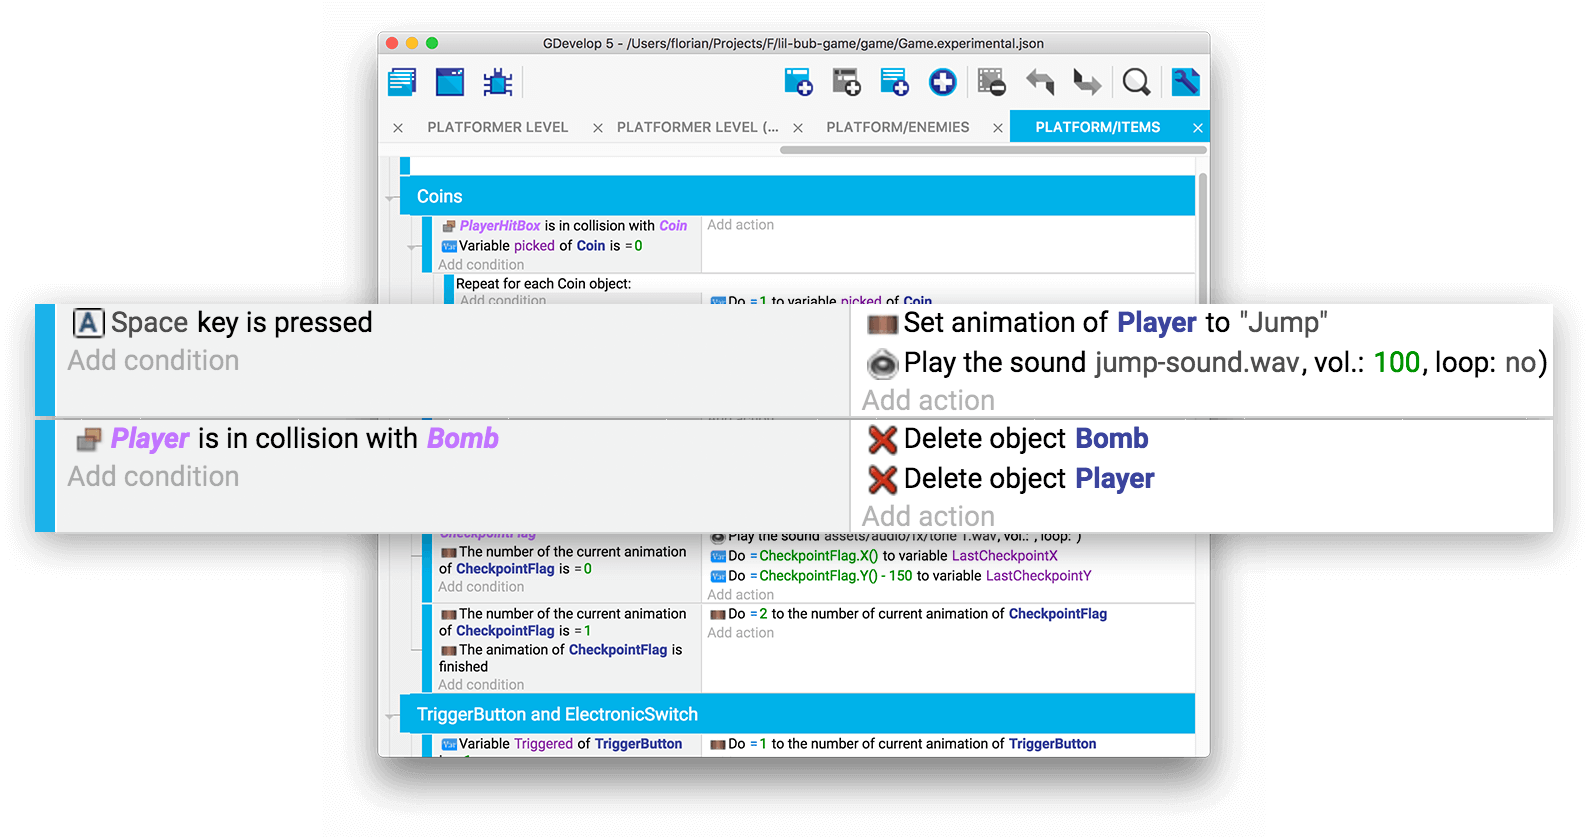 GDevelop 5 - /Users/florian/Projects/F/lil-bub-game/game/Game.experimental.json
PLATFORMER LEVEL
PLATFORMER LEVEL (...
PLATFORM/ENEMIES
PLATFORM/ITEMS
Coins
PlayerHitBox is in collision with Coin
Add action
Var Variable picked of Coin is = 0
Add condition
Repeat for each Coin object:
Add condition
Var Do = 1 to variable picked of Coin
A Space key is pressed
Add condition
Set animation of Player to "Jump"
Play the sound jump-sound.wav, vol.: 100, loop: no)
Add action
Player is in collision with Bomb
Add condition
Delete object Bomb
Delete object Player
Add action
CheckpointFlag
The number of the current animation
of CheckpointFlag is = 0
Add condition
Play the sound assets/audio/fx/tone 1.wav, vol.: , loop: )
Var Do = CheckpointFlag.X() to variable LastCheckpointX
Var Do = CheckpointFlag.Y() - 150 to variable LastCheckpointY
Add action
The number of the current animation
of CheckpointFlag is = 1
The animation of CheckpointFlag is
finished
Add condition
Do = 2 to the number of current animation of CheckpointFlag
Add action
TriggerButton and ElectronicSwitch
Var Variable Triggered of TriggerButton
Do = 1 to the number of current animation of TriggerButton